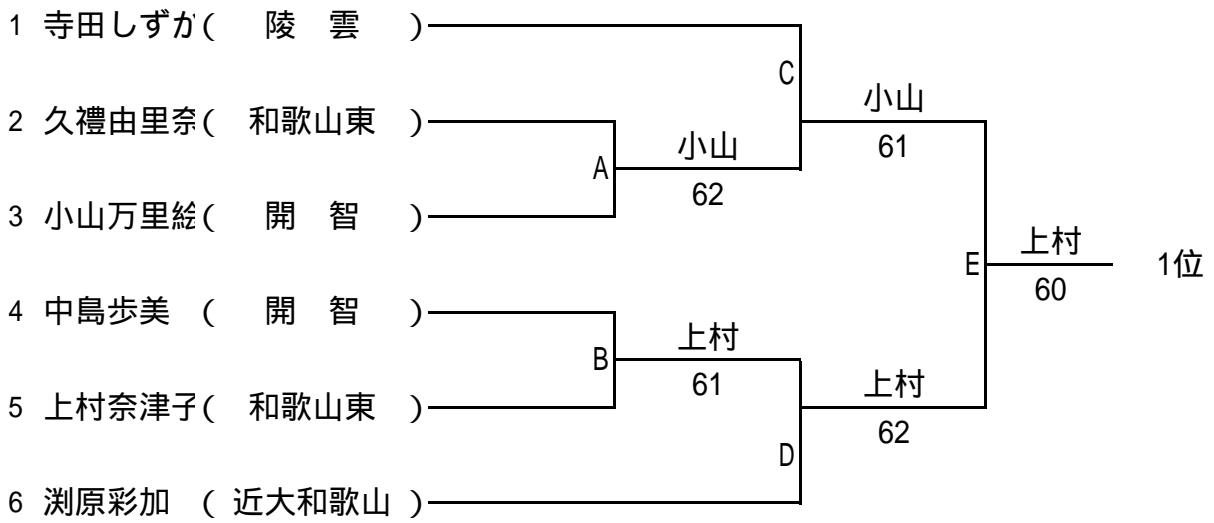 1 寺田しずか( 陵 雲 )
C
小山
61
2 久禮由里奈( 和歌山東 )
A
小山
62
3 小山万里絵( 開 智 )
E
上村
60
1位
4 中島歩美 ( 開 智 )
B
上村
61
上村
62
5 上村奈津子( 和歌山東 )
D
6 渕原彩加 ( 近大和歌山 )